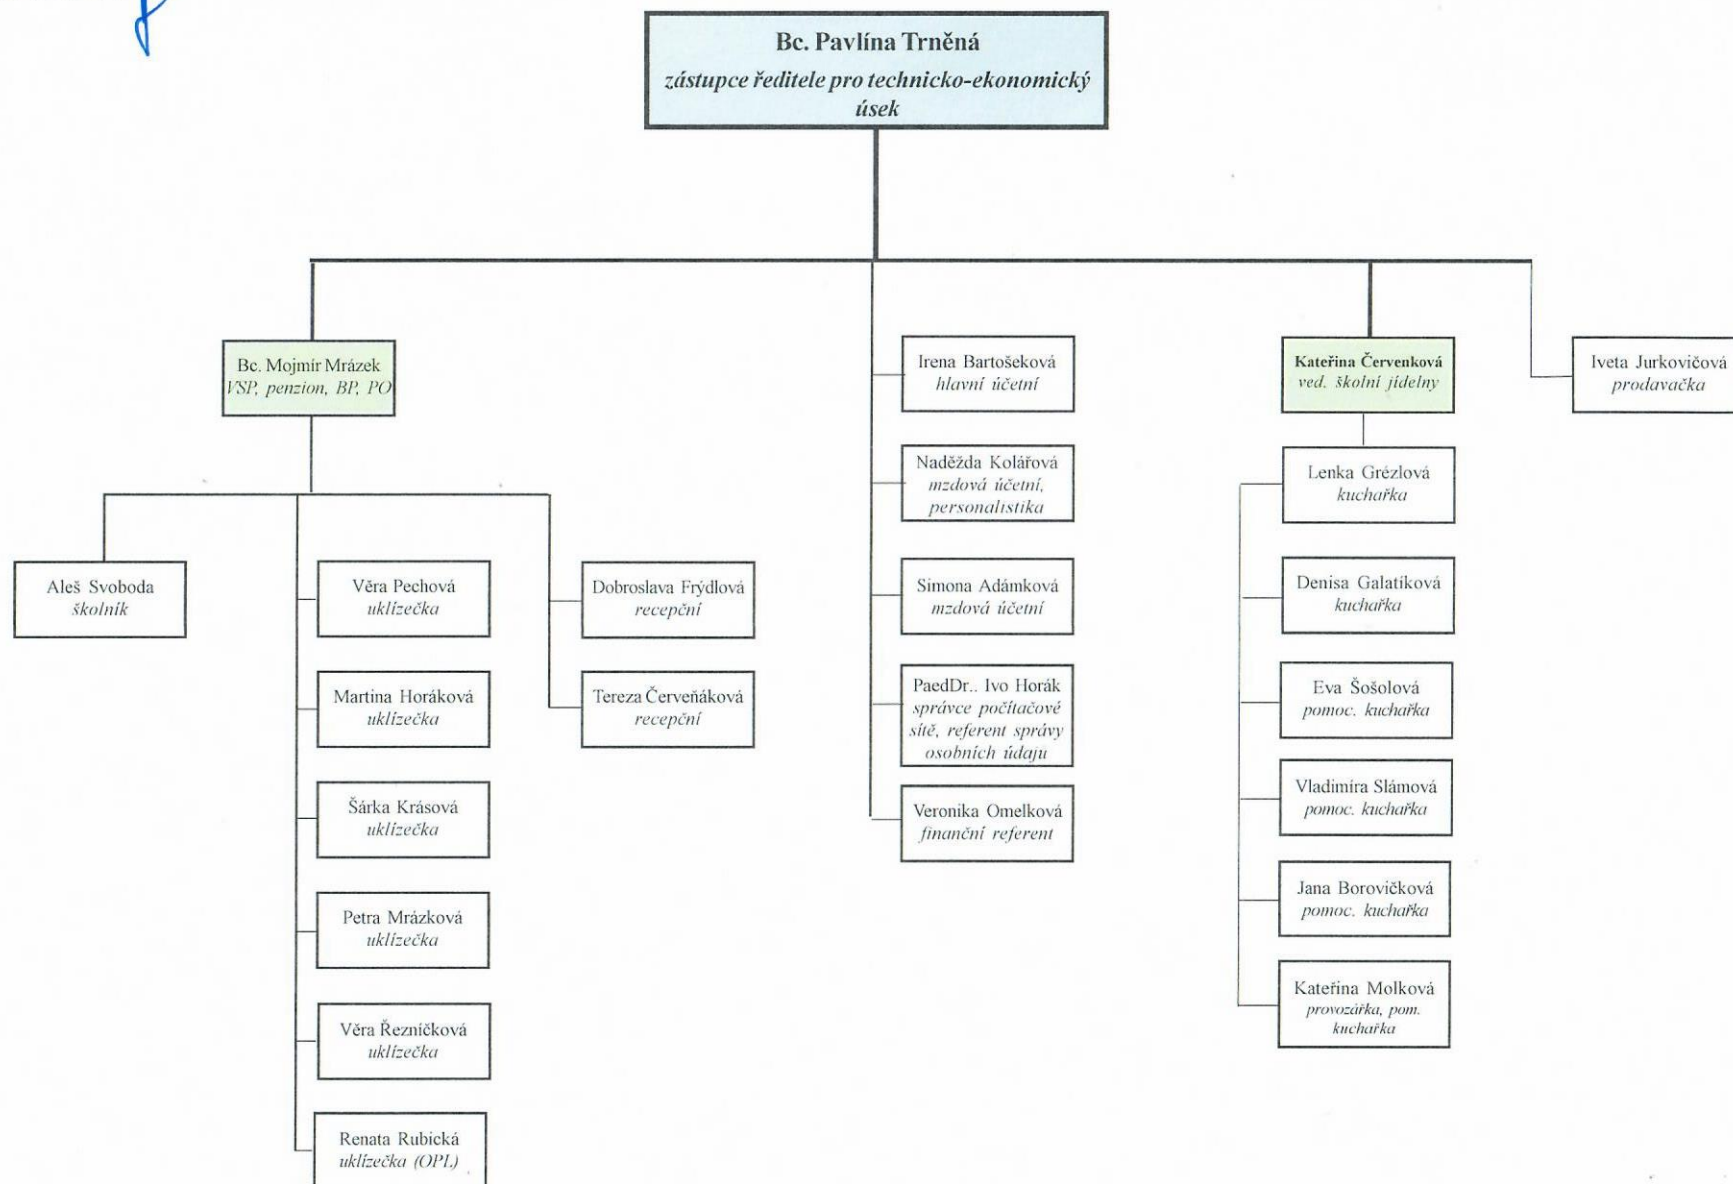 Bc. Pavlína Trněná
zástupce ředitele pro technicko-ekonomický
úsek
Bc. Mojmír Mrázek
VSP, penzion, BP, PO
Aleš Svoboda
školník
Věra Pechová
uklízečka
Martina Horáková
uklízečka
Šárka Krásová
uklízečka
Petra Mrázková
uklízečka
Věra Řezníčková
uklízečka
Renata Rubická
uklízečka (OPL)
Dobroslava Frýdlová
recepční
Tereza Červeňáková
recepční
Irena Bartošeková
hlavní účetní
Naděžda Kolářová
mzdová účetní,
personalistika
Simona Adámková
mzdová účetní
PaedDr.. Ivo Horák
správce počítačové
sítě, referent správy
osobních údaju
Veronika Omelková
finanční referent
Kateřina Červenková
ved. školní jídelny
Lenka Grézlová
kuchařka
Denisa Galatíková
kuchařka
Eva Šošolová
pomoc. kuchařka
Vladimíra Slámová
pomoc. kuchařka
Jana Borovičková
pomoc. kuchařka
Kateřina Molková
provozářka, pom.
kuchařka
Iveta Jurkovičová
prodavačka